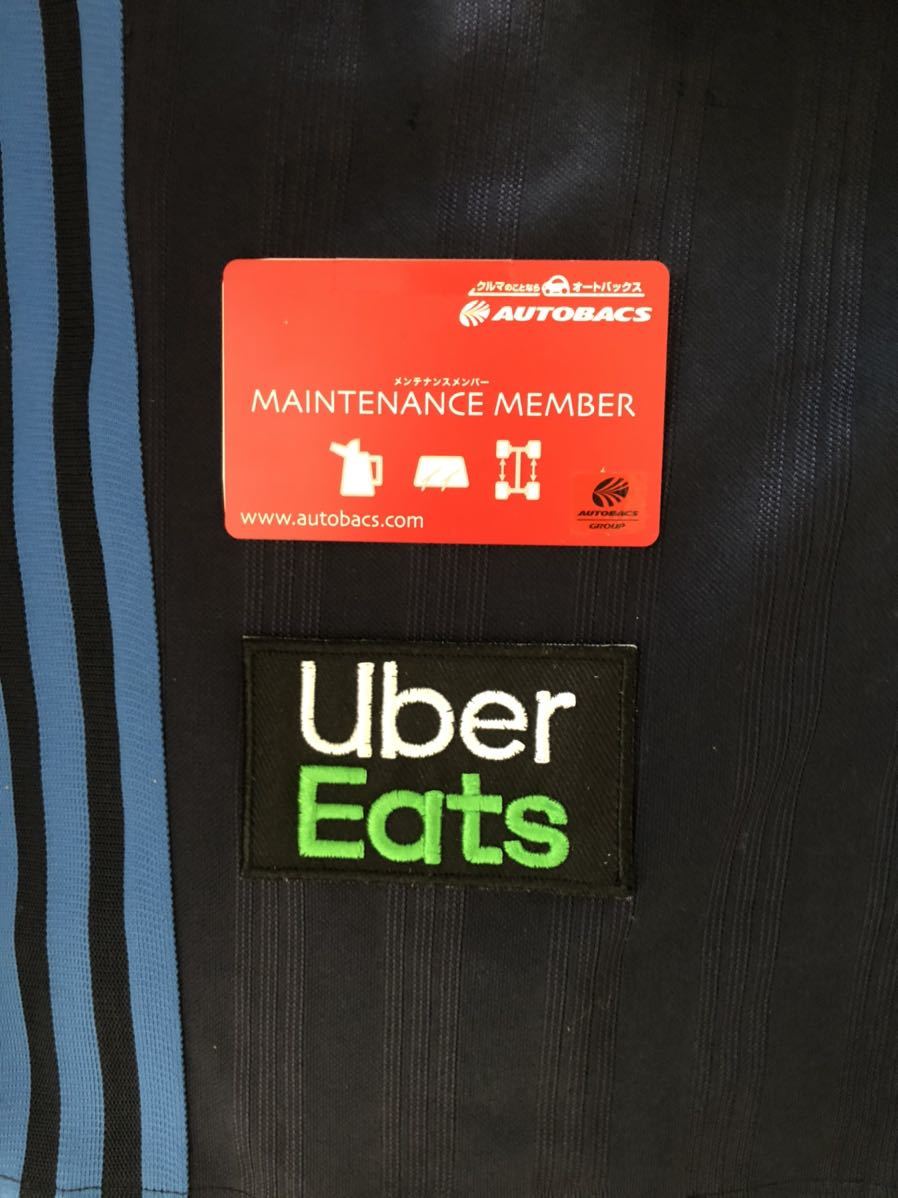 クルマのことなら オートバックス
AUTOBACS
メンテナンスメンバー
MAINTENANCE MEMBER
www.autobacs.com
AUTOBACS
GROUP
Uber
Eats